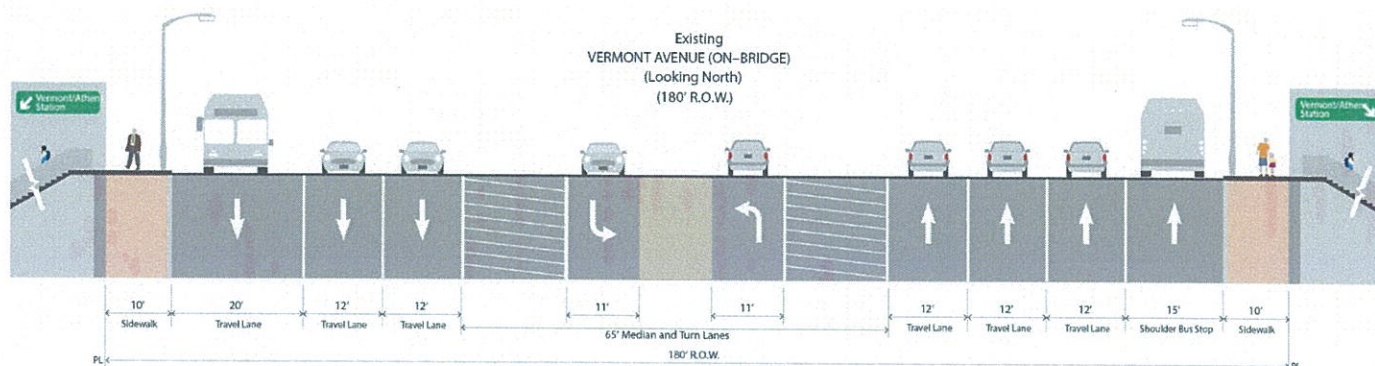 Existing
VERMONT AVENUE (ON–BRIDGE)
(Looking North)
(180' R.O.W.)
Vermont/Athen
Station
Vermont/Athen
Station
10'
Sidewalk
20'
Travel Lane
12'
Travel Lane
12'
Travel Lane
11'
11'
65' Median and Turn Lanes
12'
Travel Lane
12'
Travel Lane
12'
Travel Lane
15'
Shoulder Bus Stop
10'
Sidewalk
PL
180' R.O.W.